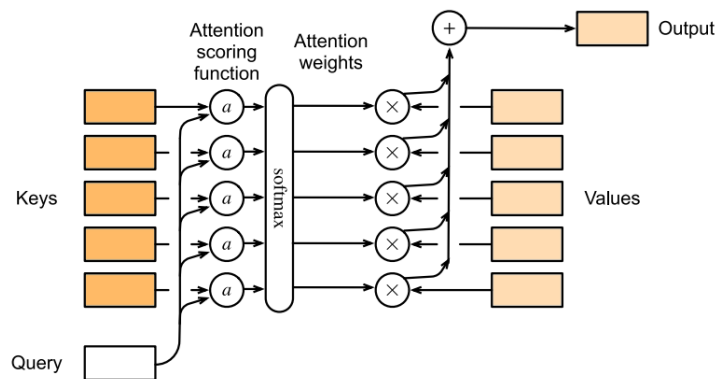 Attention
scoring
function
Attention
weights
+
Output
a
×
a
×
Keys
a
softmax
×
Values
a
×
a
×
Query